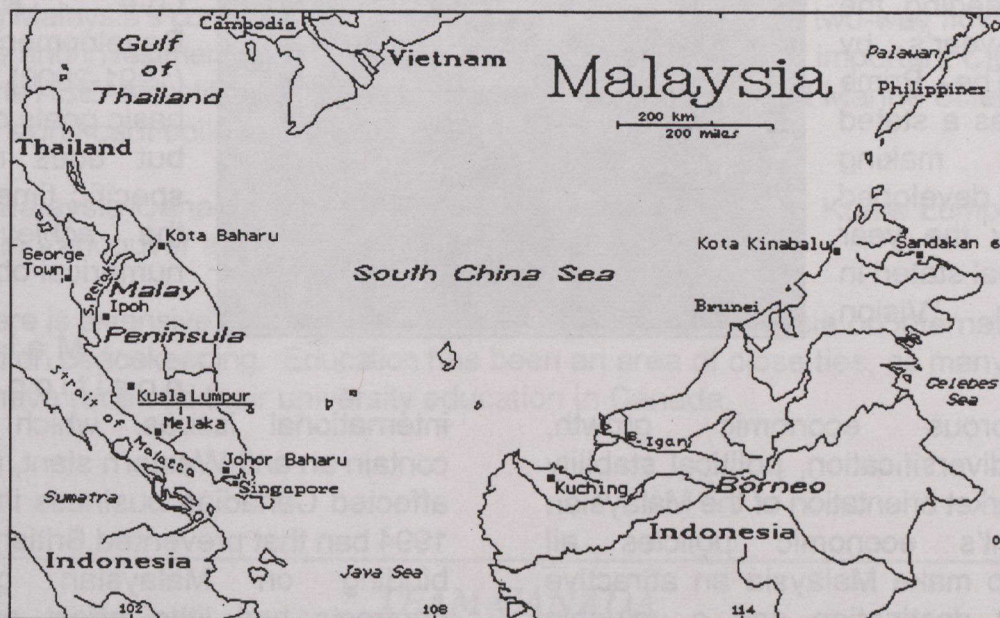 Cambodia
Gulf
of
Thailand
Vietnam
Malaysia
200 km
200 miles
Palawan
Philippines
Thailand
Kota Baharu
George
Town
S. Perak
Malay
Ipoh
Peninsula
South China Sea
Kota Kinabalu
Sandakan
Brunei
Celebes
Sea
Strait of Malacca
Kuala Lumpur
Melaka
Johor Baharu
Singapore
Sumatra
Igan
Kuching
Borneo
Indonesia
Indonesia
Java Sea
102
108
114